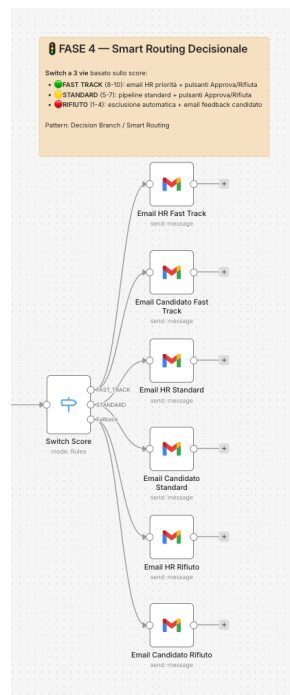 🚦 FASE 4 — Smart Routing Decisionale
Switch a 3 vie basato sullo score:
• 🟢FAST TRACK (8-10): email HR priorità + pulsanti Approva/Rifiuta
• 🟡STANDARD (5-7): pipeline standard + pulsanti Approva/Rifiuta
• 🔴RIFIUTO (1-4): esclusione automatica + email feedback candidato
Pattern: Decision Branch / Smart Routing
Email HR Fast Track
send: message
Email Candidato Fast
Track
send: message
Email HR Standard
send: message
FAST_TRACK
STANDARD
Fallback
Switch Score
mode: Rules
Email Candidato
Standard
send: message
Email HR Rifiuto
send: message
Email Candidato Rifiuto
send: message